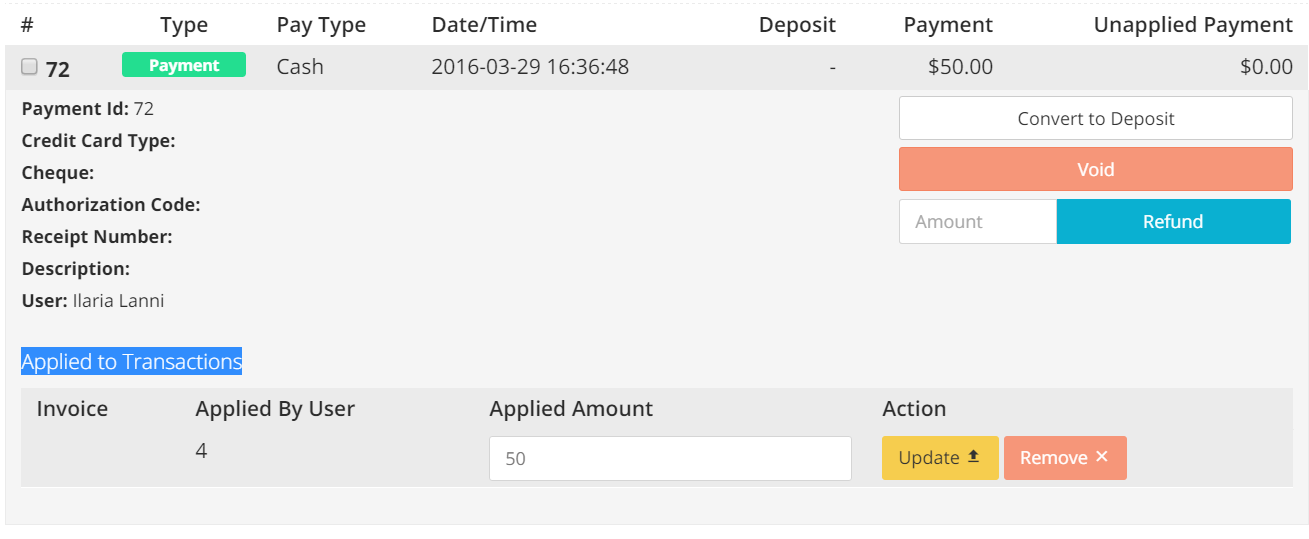 # Type Pay Type Date/Time Deposit Payment Unapplied Payment
72 Payment Cash 2016-03-29 16:36:48 - $50.00 $0.00
Payment Id: 72
Convert to Deposit
Credit Card Type:
Cheque:
Void
Authorization Code:
Amount Refund
Receipt Number:
Description:
User: Ilaria Lanni
Applied to Transactions
Invoice Applied By User Applied Amount Action
4 50 Update Remove